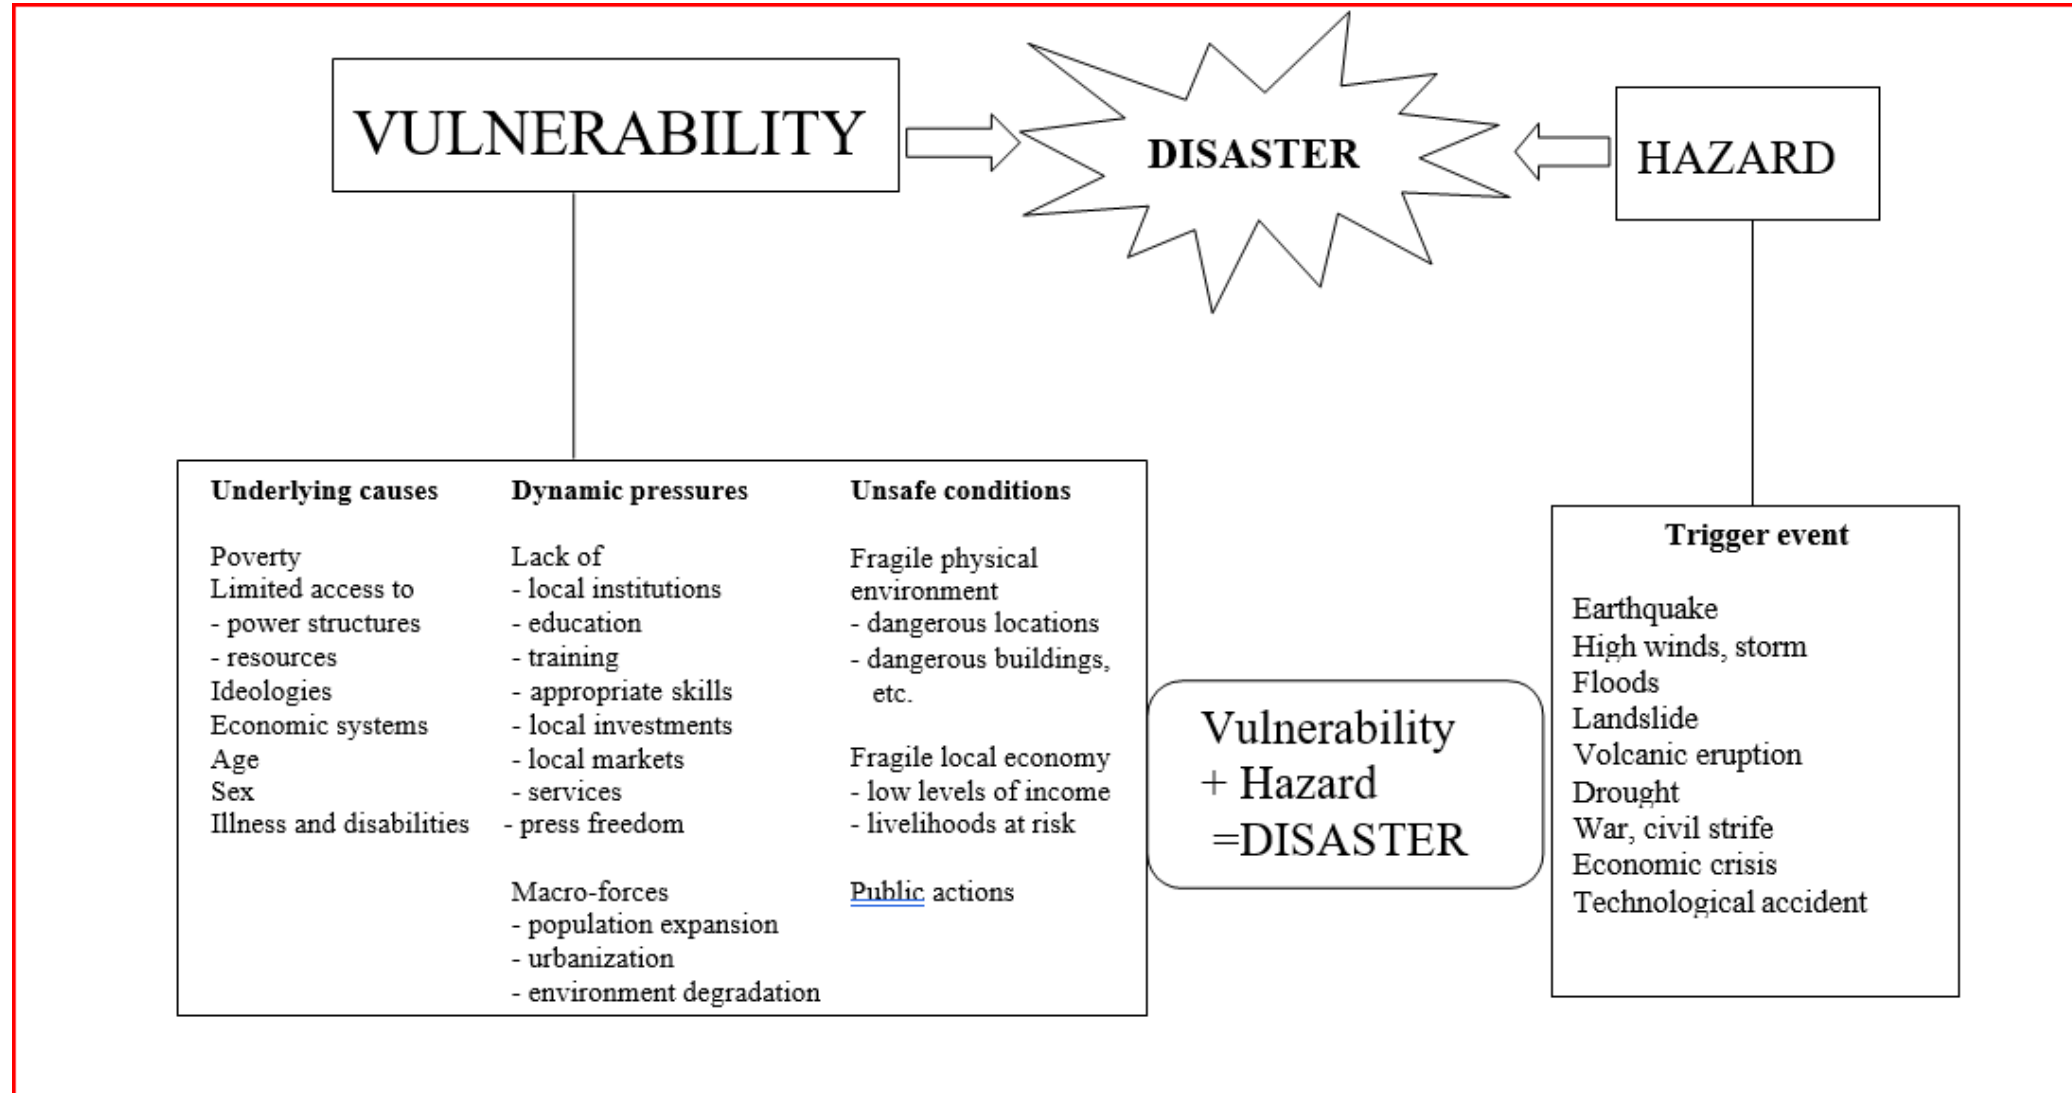 VULNERABILITY
DISASTER
HAZARD
Underlying causes
Poverty
Limited access to
- power structures
- resources
Ideologies
Economic systems
Age
Sex
Illness and disabilities
Dynamic pressures
Lack of
- local institutions
- education
- training
- appropriate skills
- local investments
- local markets
- services
- press freedom
Macro-forces
- population expansion
- urbanization
- environment degradation
Unsafe conditions
Fragile physical
environment
- dangerous locations
- dangerous buildings,
etc.
Fragile local economy
- low levels of income
- livelihoods at risk
Public actions
Vulnerability
+ Hazard
=DISASTER
Trigger event
Earthquake
High winds, storm
Floods
Landslide
Volcanic eruption
Drought
War, civil strife
Economic crisis
Technological accident